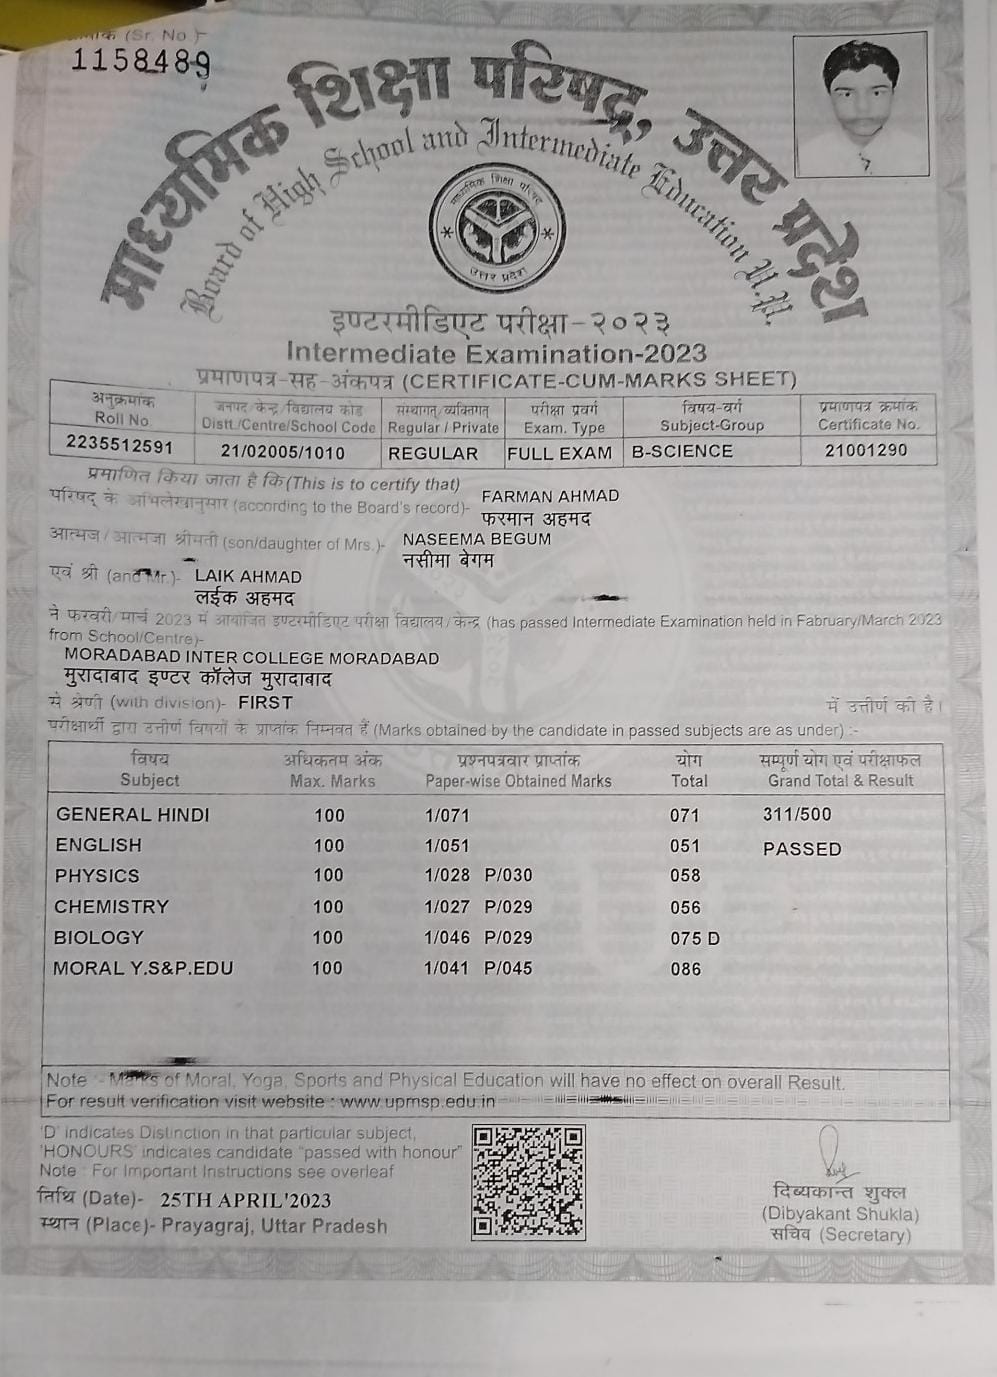 (Sr. No.)-
1158489
माध्यमिक शिक्षा परिषद्, उत्तर प्रदेश
Board of High School and Intermediate Education U.P.
माध्यमिक शिक्षा परिषद
उत्तर प्रदेश
इण्टरमीडिएट परीक्षा-२०२३
Intermediate Examination-2023
प्रमाणपत्र-सह-अंकपत्र (CERTIFICATE-CUM-MARKS SHEET)
अनुक्रमांक जनपद/केन्द्र/विद्यालय कोड संस्थागत/व्यक्तिगत परीक्षा प्रवर्ग विषय-वर्ग प्रमाणपत्र क्रमांक
Roll No. Distt./Centre/School Code Regular / Private Exam. Type Subject-Group Certificate No.
2235512591 21/02005/1010 REGULAR FULL EXAM B-SCIENCE 21001290
प्रमाणित किया जाता है कि (This is to certify that)
परिषद् के अभिलेखानुसार (according to the Board's record)- FARMAN AHMAD
फरमान अहमद
आत्मज/आत्मजा श्रीमती (son/daughter of Mrs.)- NASEEMA BEGUM
नसीमा बेगम
एवं श्री (and Mr.)- LAIK AHMAD
लईक अहमद
ने फरवरी/मार्च 2023 में आयोजित इण्टरमीडिएट परीक्षा विद्यालय/केन्द्र (has passed Intermediate Examination held in Fabruary/March 2023
from School/Centre)-
MORADABAD INTER COLLEGE MORADABAD
मुरादाबाद इण्टर कॉलेज मुरादाबाद
से श्रेणी (with division)- FIRST में उत्तीर्ण की है।
परीक्षार्थी द्वारा उत्तीर्ण विषयों के प्राप्तांक निम्नवत हैं (Marks obtained by the candidate in passed subjects are as under) :-
विषय अधिकतम अंक प्रश्नपत्रवार प्राप्तांक योग सम्पूर्ण योग एवं परीक्षाफल
Subject Max. Marks Paper-wise Obtained Marks Total Grand Total & Result
GENERAL HINDI 100 1/071 071 311/500
ENGLISH 100 1/051 051 PASSED
PHYSICS 100 1/028 P/030 058
CHEMISTRY 100 1/027 P/029 056
BIOLOGY 100 1/046 P/029 075 D
MORAL Y.S&P.EDU 100 1/041 P/045 086
Note :- Marks of Moral, Yoga, Sports and Physical Education will have no effect on overall Result.
For result verification visit website : www.upmsp.edu.in
'D' indicates Distinction in that particular subject,
'HONOURS' indicates candidate "passed with honour"
Note : For Important Instructions see overleaf
तिथि (Date)- 25TH APRIL'2023
स्थान (Place)- Prayagraj, Uttar Pradesh
दिब्यकान्त शुक्ल
(Dibyakant Shukla)
सचिव (Secretary)